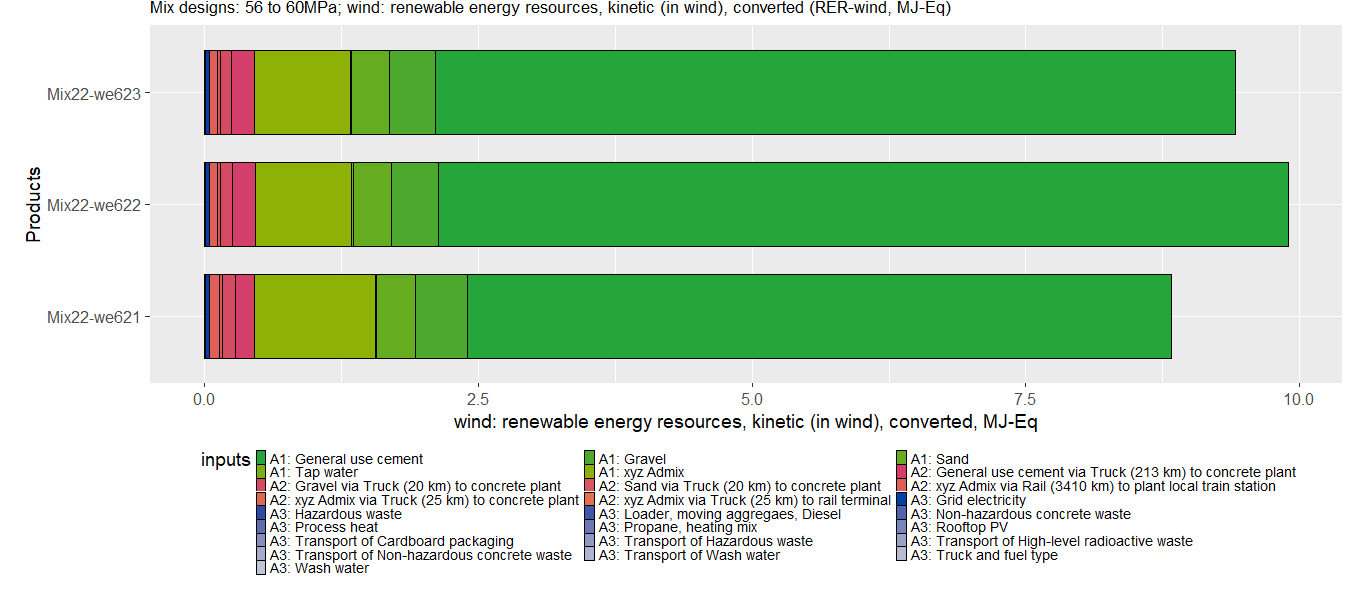 Mix designs: 56 to 60MPa; wind: renewable energy resources, kinetic (in wind), converted (RER-wind, MJ-Eq)
Products
Mix22-we623
Mix22-we622
Mix22-we621
0.0 2.5 5.0 7.5 10.0
wind: renewable energy resources, kinetic (in wind), converted, MJ-Eq
inputs
A1: General use cement A1: Gravel A1: Sand
A1: Tap water A1: xyz Admix A2: General use cement via Truck (213 km) to concrete plant
A2: Gravel via Truck (20 km) to concrete plant A2: Sand via Truck (20 km) to concrete plant A2: xyz Admix via Rail (3410 km) to plant local train station
A2: xyz Admix via Truck (25 km) to concrete plant A2: xyz Admix via Truck (25 km) to rail terminal A3: Grid electricity
A3: Hazardous waste A3: Loader, moving aggregaes, Diesel A3: Non-hazardous concrete waste
A3: Process heat A3: Propane, heating mix A3: Rooftop PV
A3: Transport of Cardboard packaging A3: Transport of Hazardous waste A3: Transport of High-level radioactive waste
A3: Transport of Non-hazardous concrete waste A3: Transport of Wash water A3: Truck and fuel type
A3: Wash water